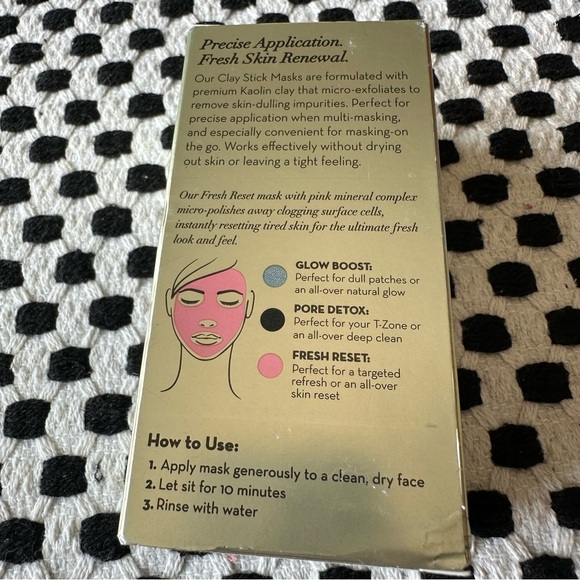 Precise Application.
Fresh Skin Renewal.
Our Clay Stick Masks are formulated with
premium Kaolin clay that micro-exfoliates to
remove skin-dulling impurities. Perfect for
precise application when multi-masking,
and especially convenient for masking-on
the go. Works effectively without drying
out skin or leaving a tight feeling.
Our Fresh Reset mask with pink mineral complex
micro-polishes away clogging surface cells,
instantly resetting tired skin for the ultimate fresh
look and feel.
GLOW BOOST:
Perfect for dull patches or
an all-over natural glow
PORE DETOX:
Perfect for your T-Zone or
an all-over deep clean
FRESH RESET:
Perfect for a targeted
refresh or an all-over
skin reset
How to Use:
1. Apply mask generously to a clean, dry face
2. Let sit for 10 minutes
3. Rinse with water